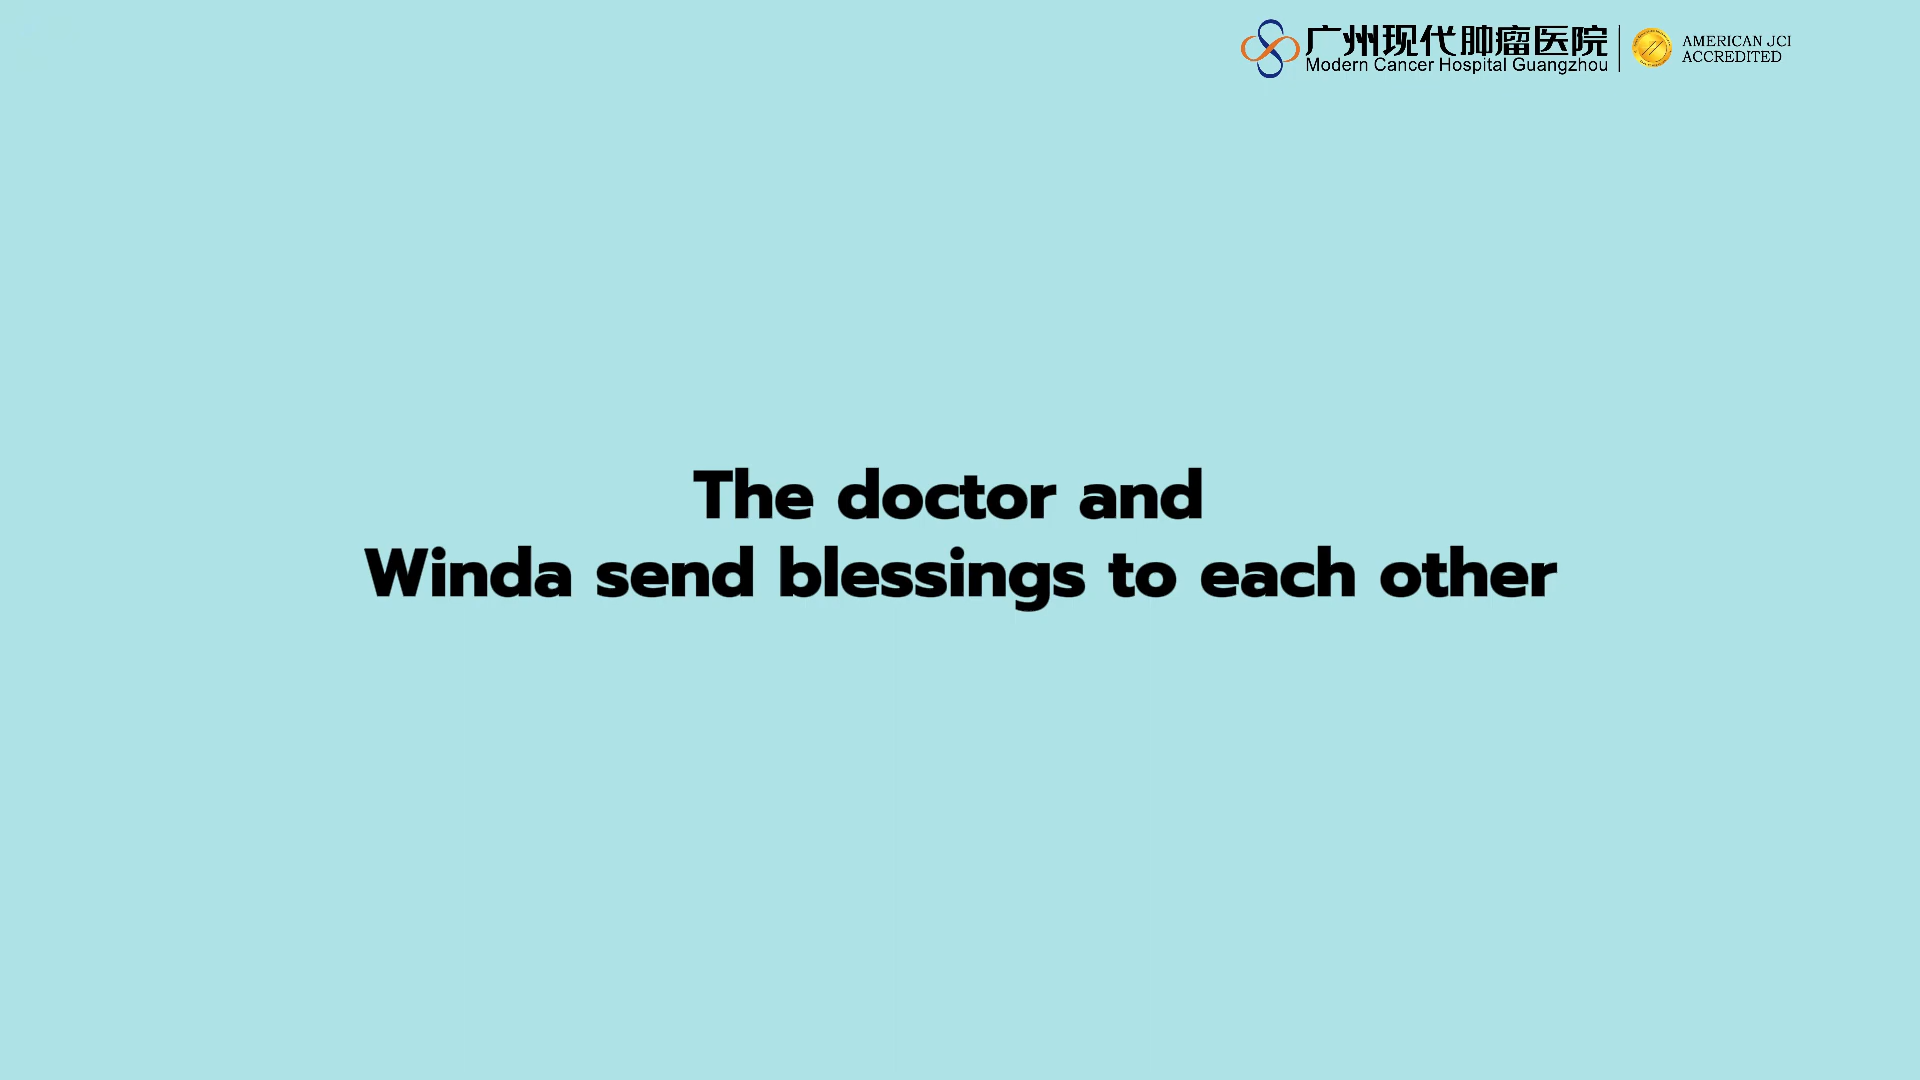 广州现代肿瘤医院
Modern Cancer Hospital Guangzhou
AMERICAN JCI
ACCREDITED
The doctor and
Winda send blessings to each other